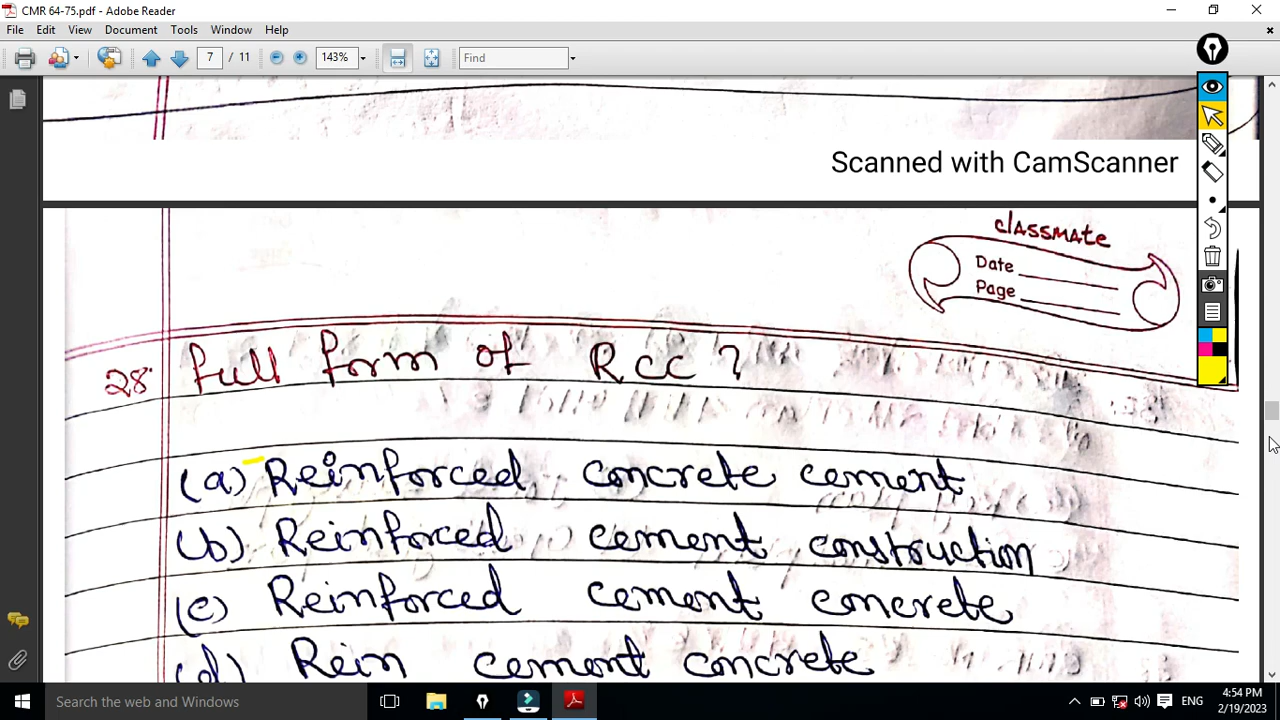 CMR 64-75.pdf - Adobe Reader
File Edit View Document Tools Window Help
7 / 11 143% Find
Scanned with CamScanner
classmate
Date
Page
28. full form of RCC ?
(a) Reinforced concrete cement
(b) Reinforced cement construction
(c) Reinforced cement concrete
(d) Rein cement concrete
Search the web and Windows
ENG
4:54 PM
2/19/2023